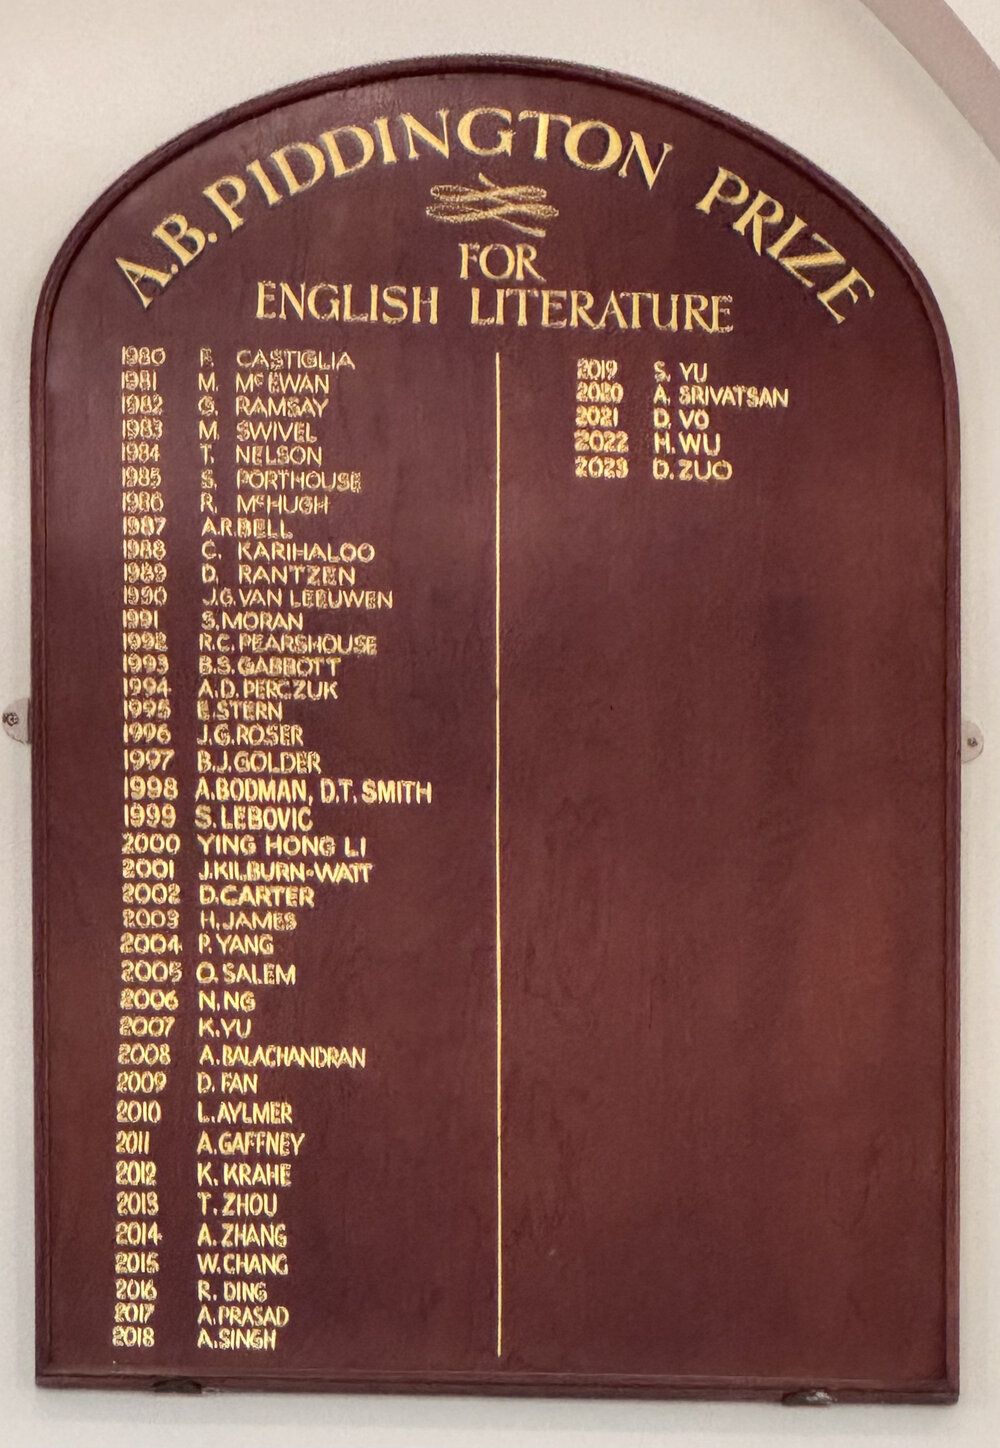 A.B. PIDDINGTON PRIZE
FOR
ENGLISH LITERATURE
1980 F. CASTIGLIA
1981 M. McEWAN
1982 G. RAMSAY
1983 M. SWIVEL
1984 T. NELSON
1985 S. PORTHOUSE
1986 R. McHUGH
1987 A.R.BELL
1988 C. KARIHALOO
1989 D. RANTZEN
1990 J.G.VAN LEEUWEN
1991 S.MORAN
1992 R.C.PEARSHOUSE
1993 B.S.GABBOTT
1994 A.D.PERCZUK
1995 E.STERN
1996 J.G.ROSER
1997 B.J.GOLDER
1998 A.BODMAN, D.T. SMITH
1999 S.LEBOVIC
2000 YING HONG LI
2001 J.KILBURN-WATT
2002 D.CARTER
2003 H.JAMES
2004 P.YANG
2005 O.SALEM
2006 N.NG
2007 K.YU
2008 A.BALACHANDRAN
2009 D. FAN
2010 L.AYLMER
2011 A.GAFFNEY
2012 K. KRAHE
2013 T. ZHOU
2014 A. ZHANG
2015 W.CHANG
2016 R. DING
2017 A.PRASAD
2018 A.SINGH
2019 S. YU
2020 A. SRIVATSAN
2021 D. VO
2022 H.WU
2023 D.ZUO